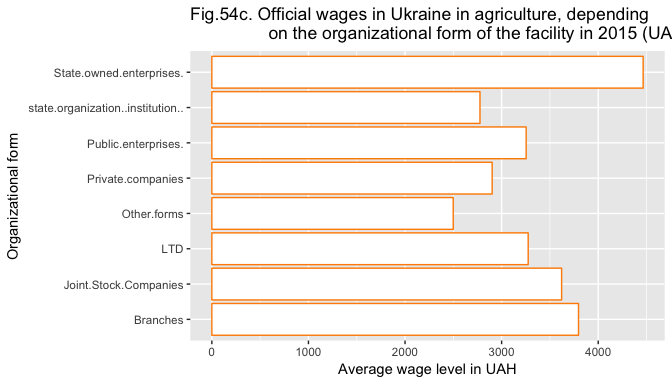 Fig.54c. Official wages in Ukraine in agriculture, depending
on the organizational form of the facility in 2015 (UA
Organizational form
State.owned.enterprises.
state.organization..institution..
Public.enterprises.
Private.companies
Other.forms
LTD
Joint.Stock.Companies
Branches
0 1000 2000 3000 4000
Average wage level in UAH